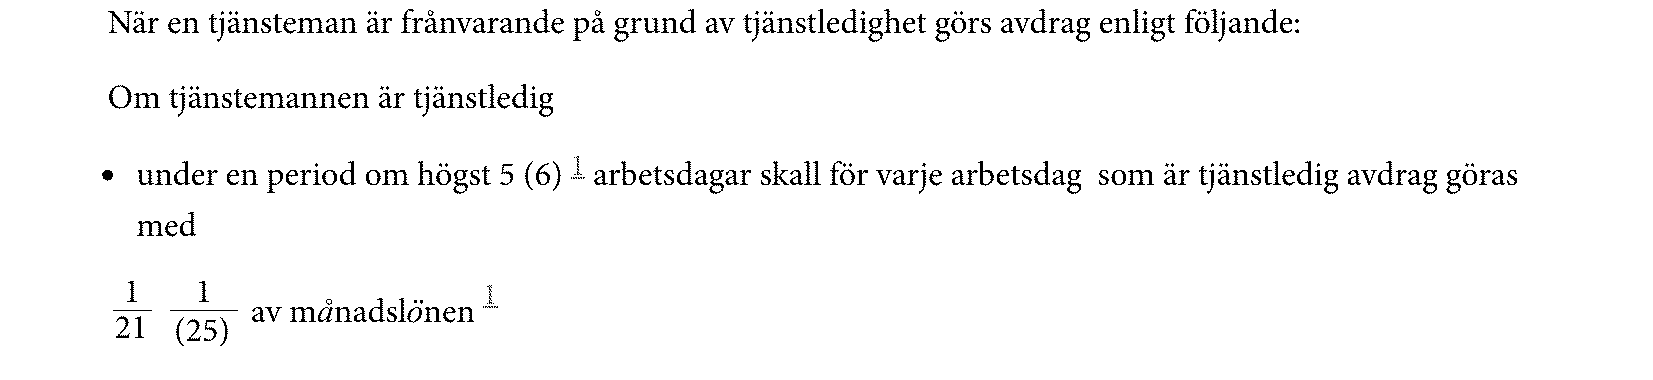 När en tjänsteman är frånvarande på grund av tjänstledighet görs avdrag enligt följande:
Om tjänstemannen är tjänstledig
• under en period om högst 5 (6) 1 arbetsdagar skall för varje arbetsdag  som är tjänstledig avdrag göras
med
1/21 1/(25) av månadslönen 1